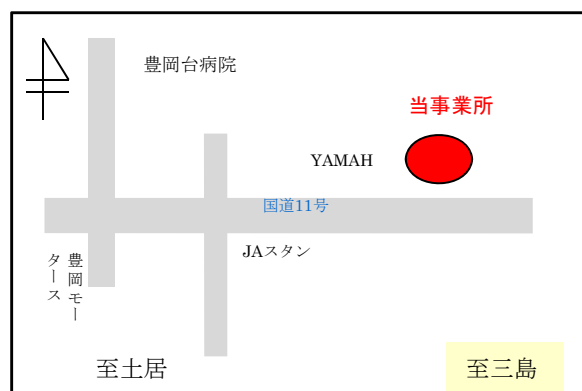 豊岡台病院
当事業所
YAMAH
国道11号
JAスタン
豊岡モー
タース
至土居
至三島